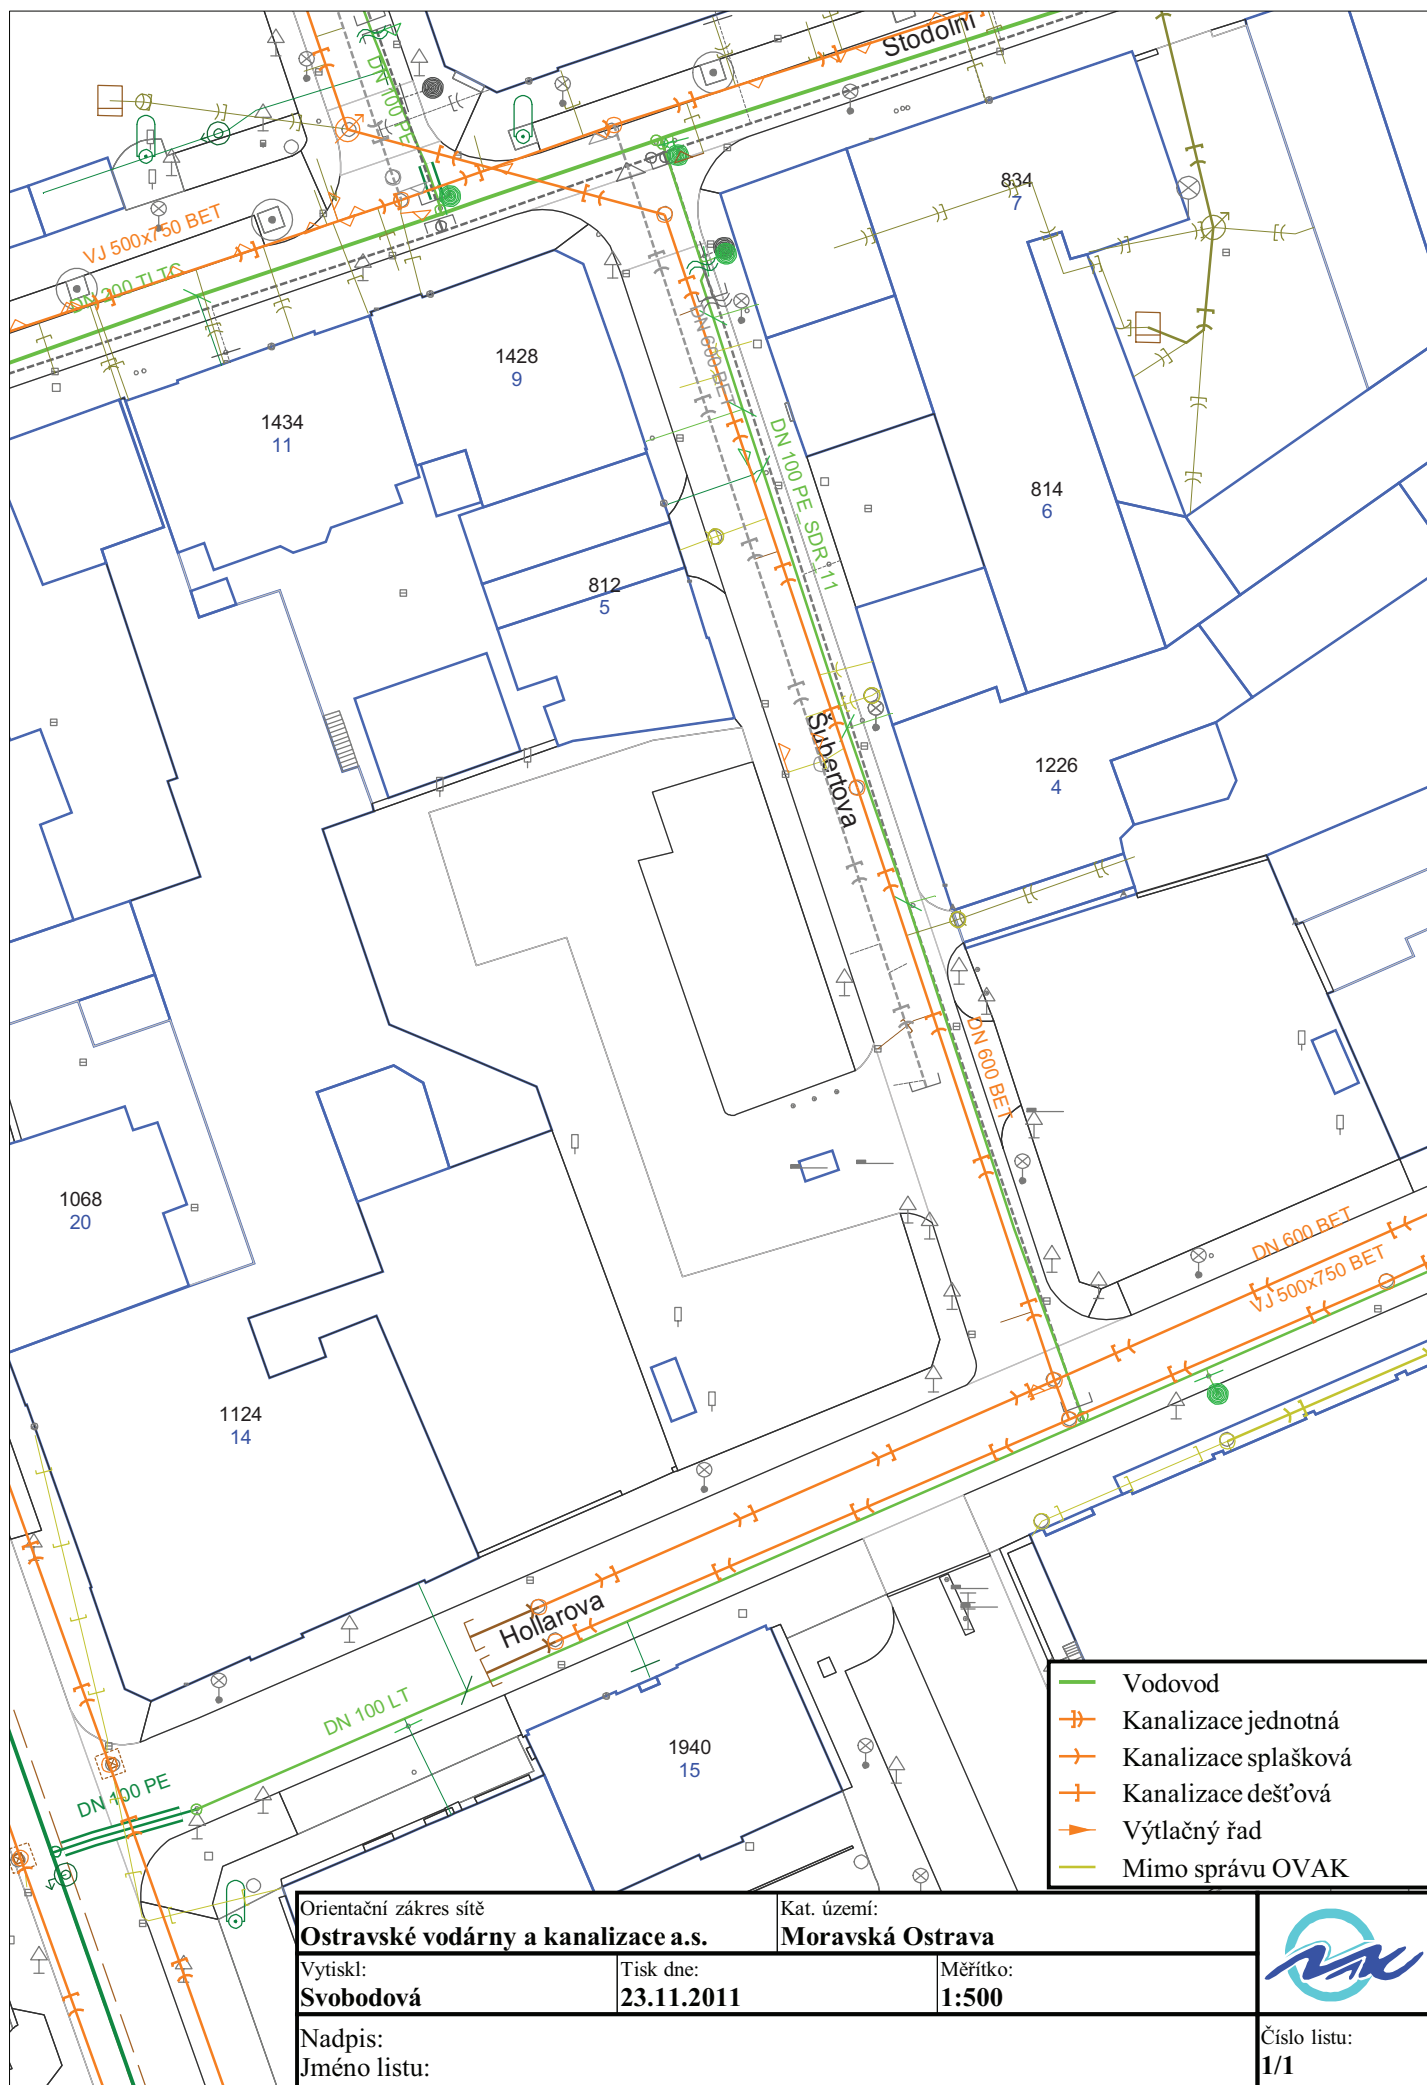 Stodolní
DN 100 PE
VJ 500x750 BET
DN 200 TLTG
834
7
1428
9
DN 600 BET
1434
11
DN 100 PE SDR 11
814
6
812
5
Šubertova
1226
4
DN 600 BET
1068
20
DN 600 BET
VJ 500x750 BET
1124
14
Hollarova
DN 100 LT
1940
15
DN 100 PE
Vodovod
Kanalizace jednotná
Kanalizace splašková
Kanalizace dešťová
Výtlačný řad
Mimo správu OVAK
Orientační zákres sítě
Ostravské vodárny a kanalizace a.s.
Kat. území:
Moravská Ostrava
Vytiskl:
Svobodová
Tisk dne:
23.11.2011
Měřítko:
1:500
Nadpis:
Jméno listu:
Číslo listu:
1/1